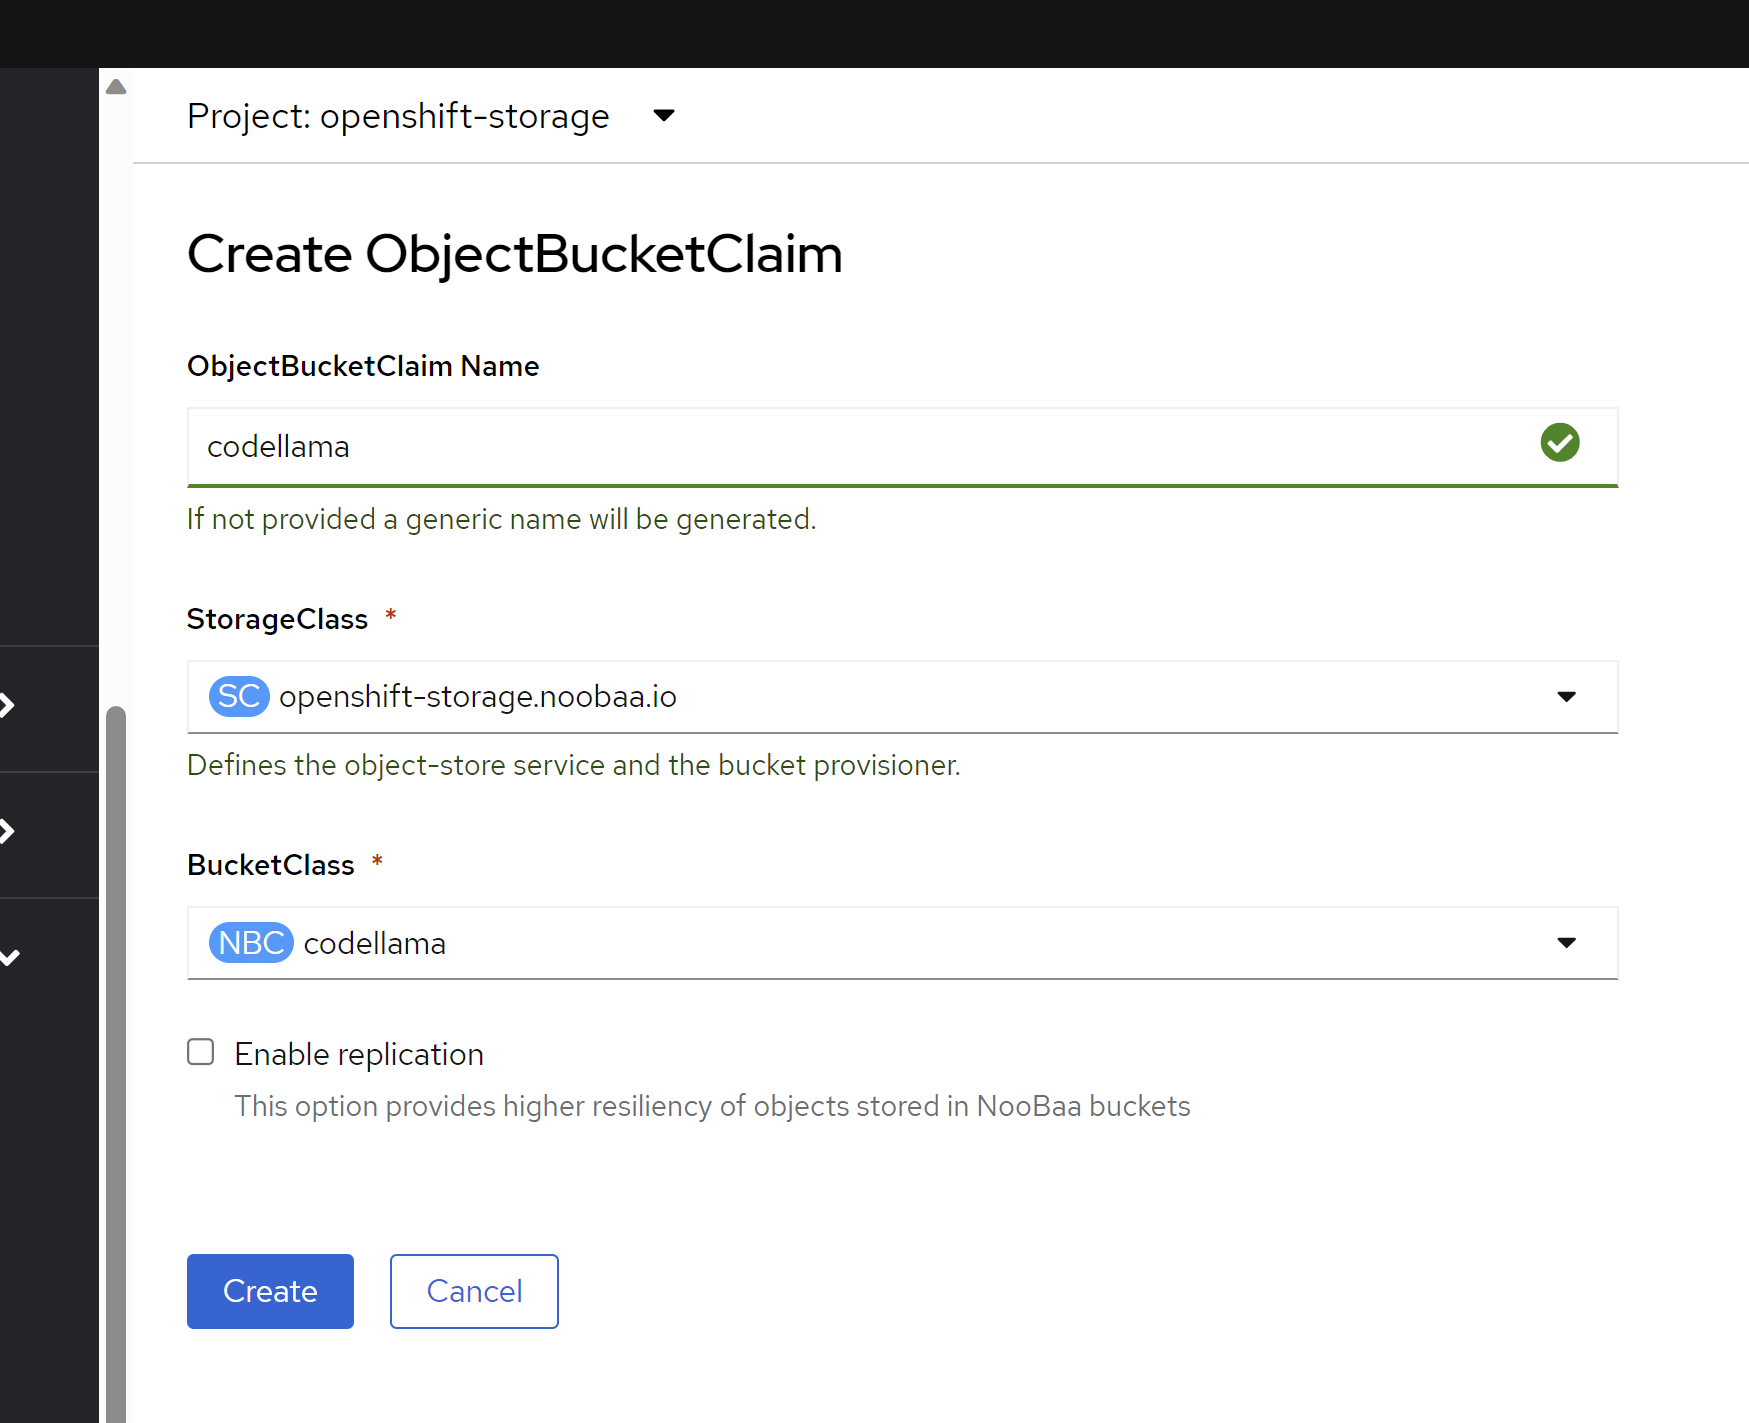 Project: openshift-storage
Create ObjectBucketClaim
ObjectBucketClaim Name
codellama
If not provided a generic name will be generated.
StorageClass *
SC openshift-storage.noobaa.io
Defines the object-store service and the bucket provisioner.
BucketClass *
NBC codellama
Enable replication
This option provides higher resiliency of objects stored in NooBaa buckets
Create Cancel